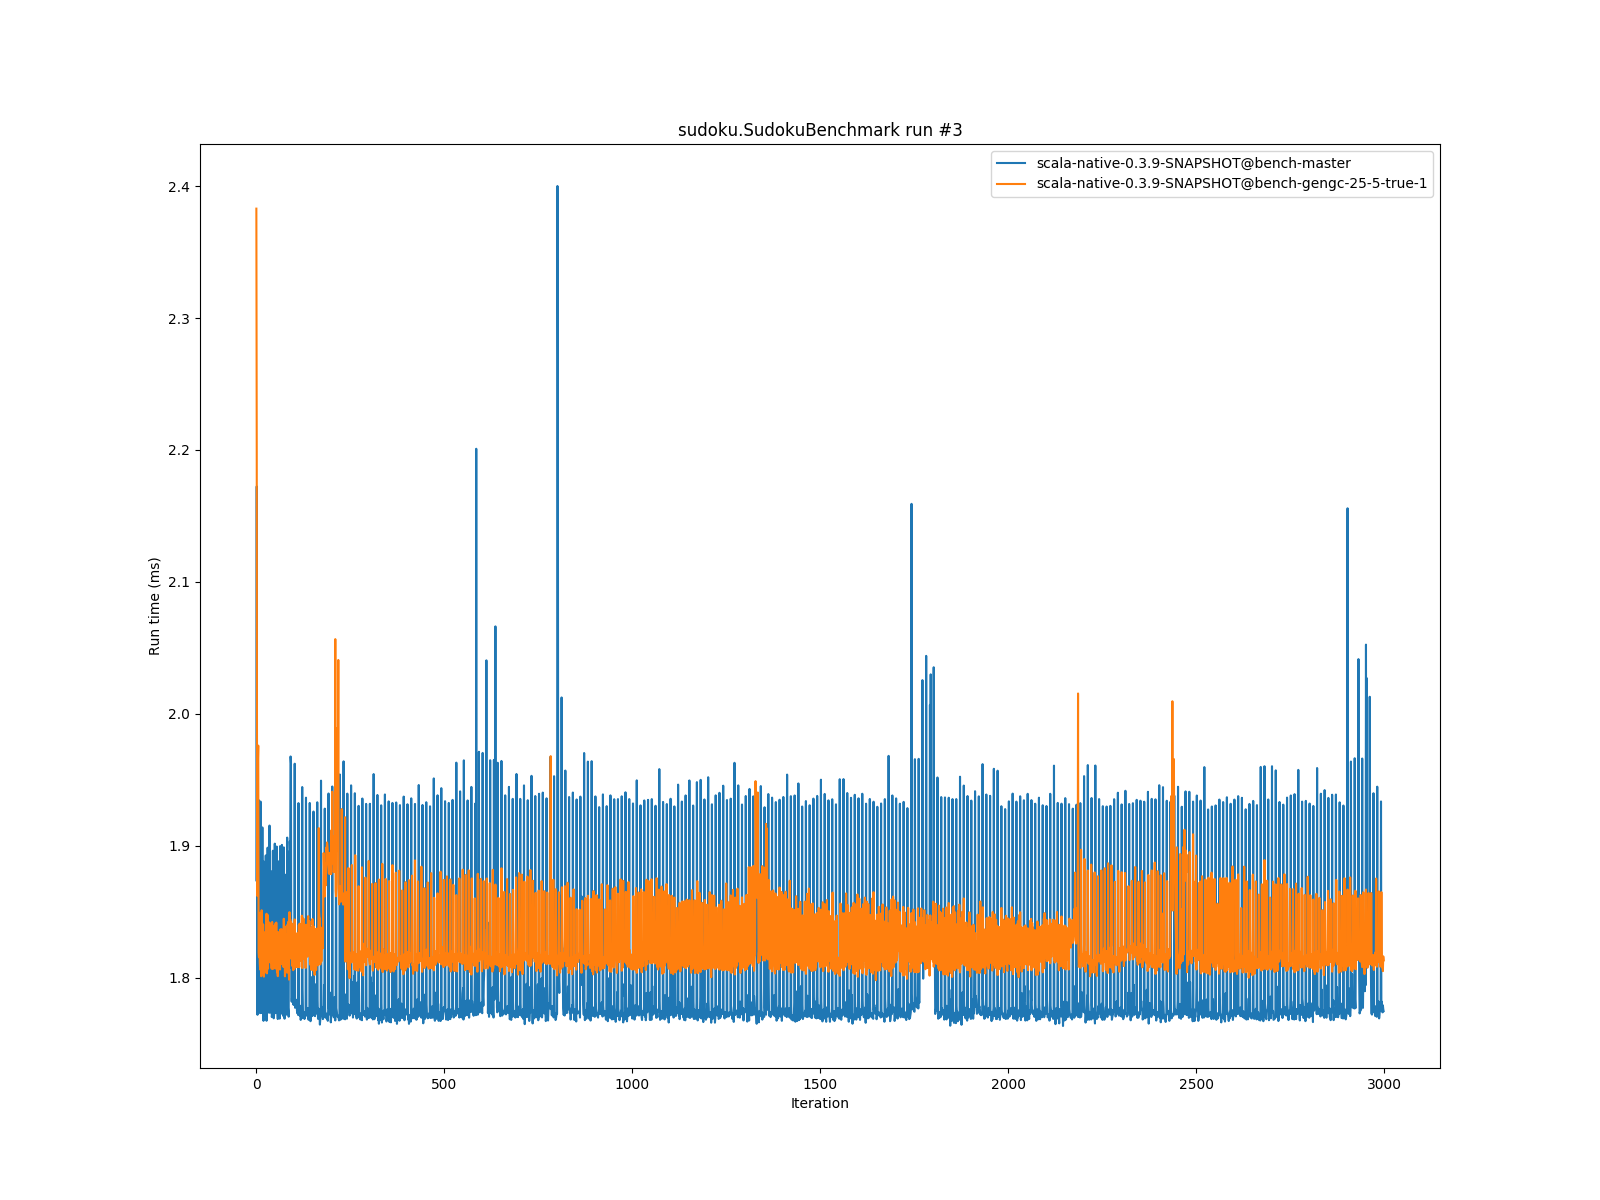 sudoku.SudokuBenchmark run #3
scala-native-0.3.9-SNAPSHOT@bench-master
scala-native-0.3.9-SNAPSHOT@bench-gengc-25-5-true-1
2.4
2.3
2.2
2.1
2.0
1.9
1.8
Run time (ms)
0 500 1000 1500 2000 2500 3000
Iteration